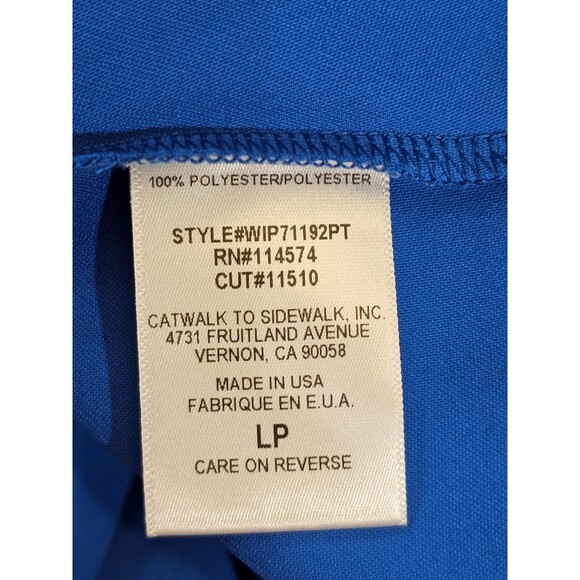 100% POLYESTER/POLYESTER
STYLE#WIP71192PT
RN#114574
CUT#11510
CATWALK TO SIDEWALK, INC.
4731 FRUITLAND AVENUE
VERNON, CA 90058
MADE IN USA
FABRIQUE EN E.U.A.
LP
CARE ON REVERSE